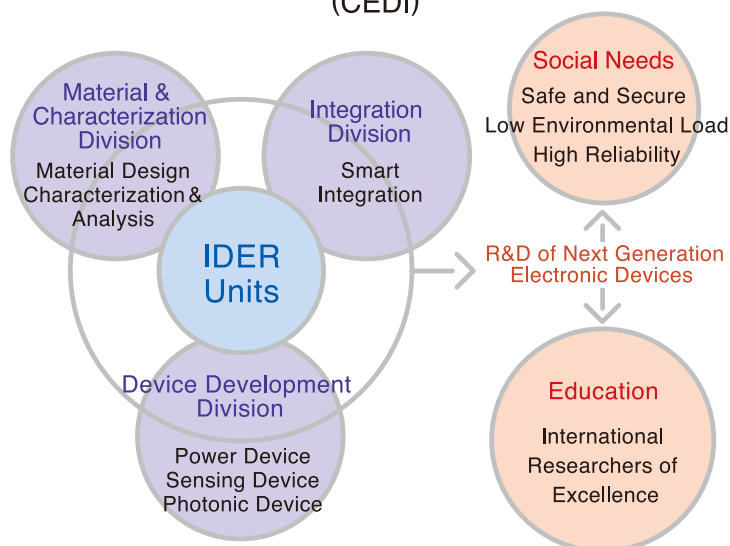 (CEDI)
Material &
Characterization
Division
Material Design
Characterization &
Analysis
Integration
Division
Smart
Integration
IDER
Units
Device Development
Division
Power Device
Sensing Device
Photonic Device
Social Needs
Safe and Secure
Low Environmental Load
High Reliability
R&D of Next Generation
Electronic Devices
Education
International
Researchers of
Excellence